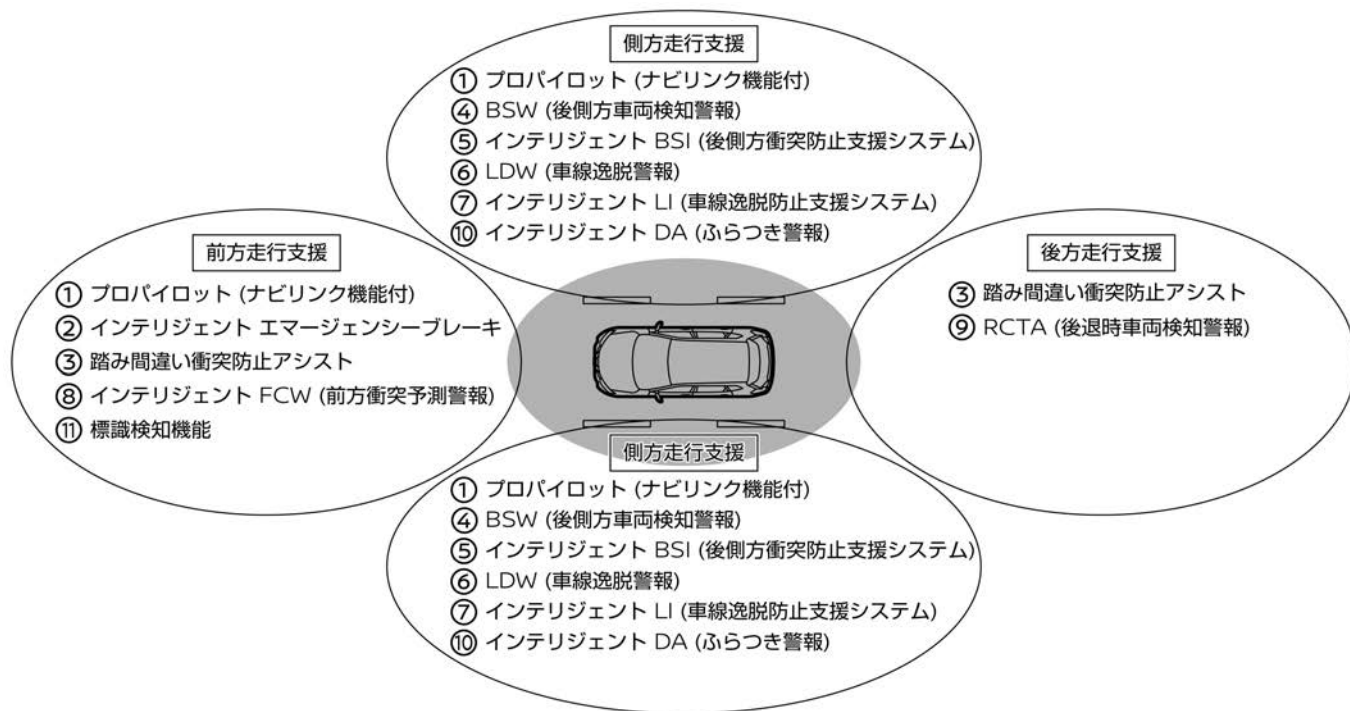 側方走行支援
① プロパイロット (ナビリンク機能付)
④ BSW (後側方車両検知警報)
⑤ インテリジェント BSI (後側方衝突防止支援システム)
⑥ LDW (車線逸脱警報)
⑦ インテリジェント LI (車線逸脱防止支援システム)
⑩ インテリジェント DA (ふらつき警報)
前方走行支援
① プロパイロット (ナビリンク機能付)
② インテリジェント エマージェンシーブレーキ
③ 踏み間違い衝突防止アシスト
⑧ インテリジェント FCW (前方衝突予測警報)
⑪ 標識検知機能
後方走行支援
③ 踏み間違い衝突防止アシスト
⑨ RCTA (後退時車両検知警報)
側方走行支援
① プロパイロット (ナビリンク機能付)
④ BSW (後側方車両検知警報)
⑤ インテリジェント BSI (後側方衝突防止支援システム)
⑥ LDW (車線逸脱警報)
⑦ インテリジェント LI (車線逸脱防止支援システム)
⑩ インテリジェント DA (ふらつき警報)